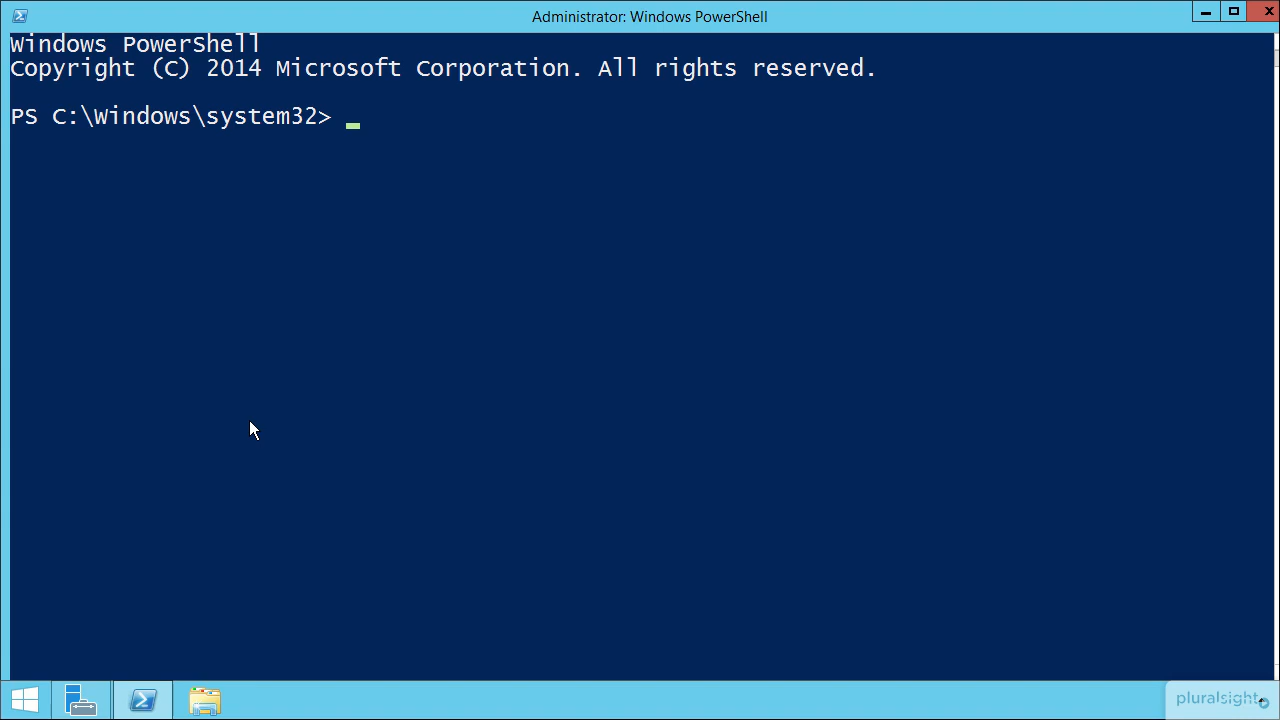 Administrator: Windows PowerShell
Windows PowerShell
Copyright (C) 2014 Microsoft Corporation. All rights reserved.
PS C:\Windows\system32>
pluralsight